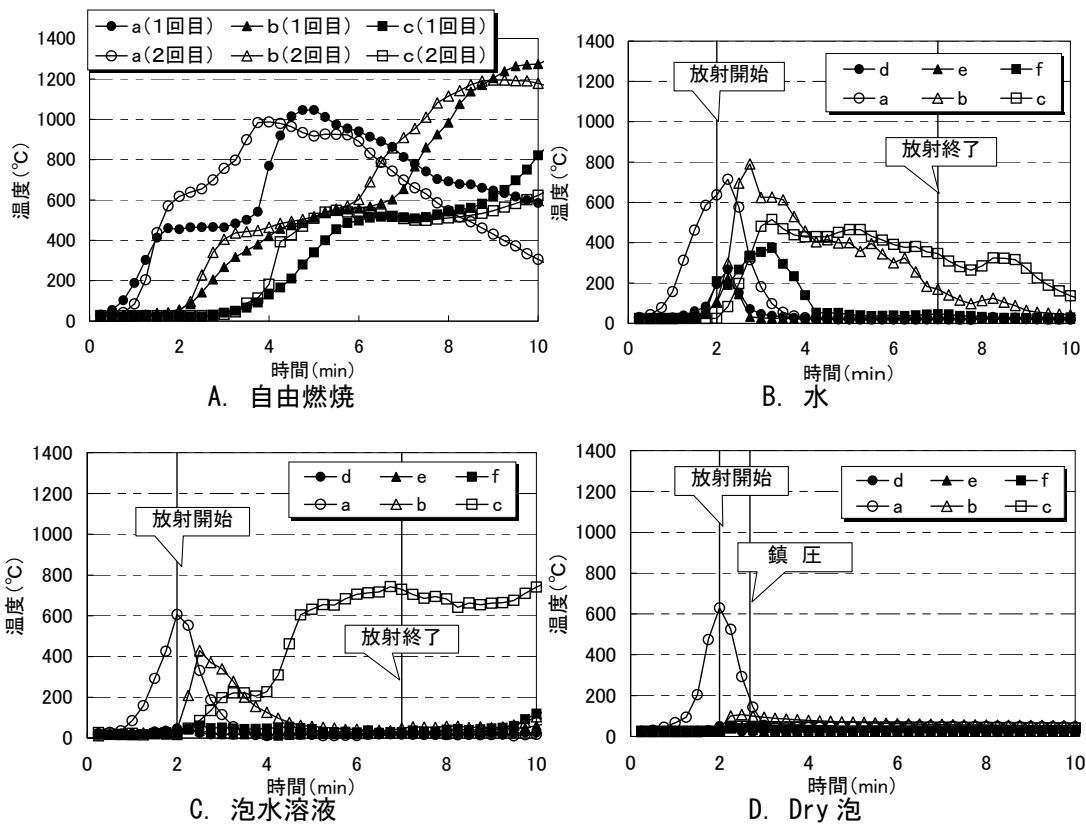 a(1回目) b(1回目) c(1回目)
a(2回目) b(2回目) c(2回目)
1400
1200
1000
800
600
400
200
0
温度(℃)
0 2 4 6 8 10
時間(min)
A. 自由燃焼
放射開始
d e f
a b c
放射終了
1400
1200
1000
800
600
400
200
0
温度(℃)
0 2 4 6 8 10
時間(min)
B. 水
d e f
a b c
放射開始
放射終了
1400
1200
1000
800
600
400
200
0
温度(℃)
0 2 4 6 8 10
時間(min)
C. 泡水溶液
放射開始
d e f
a b c
鎮 圧
1400
1200
1000
800
600
400
200
0
温度(℃)
0 2 4 6 8 10
時間(min)
D. Dry泡